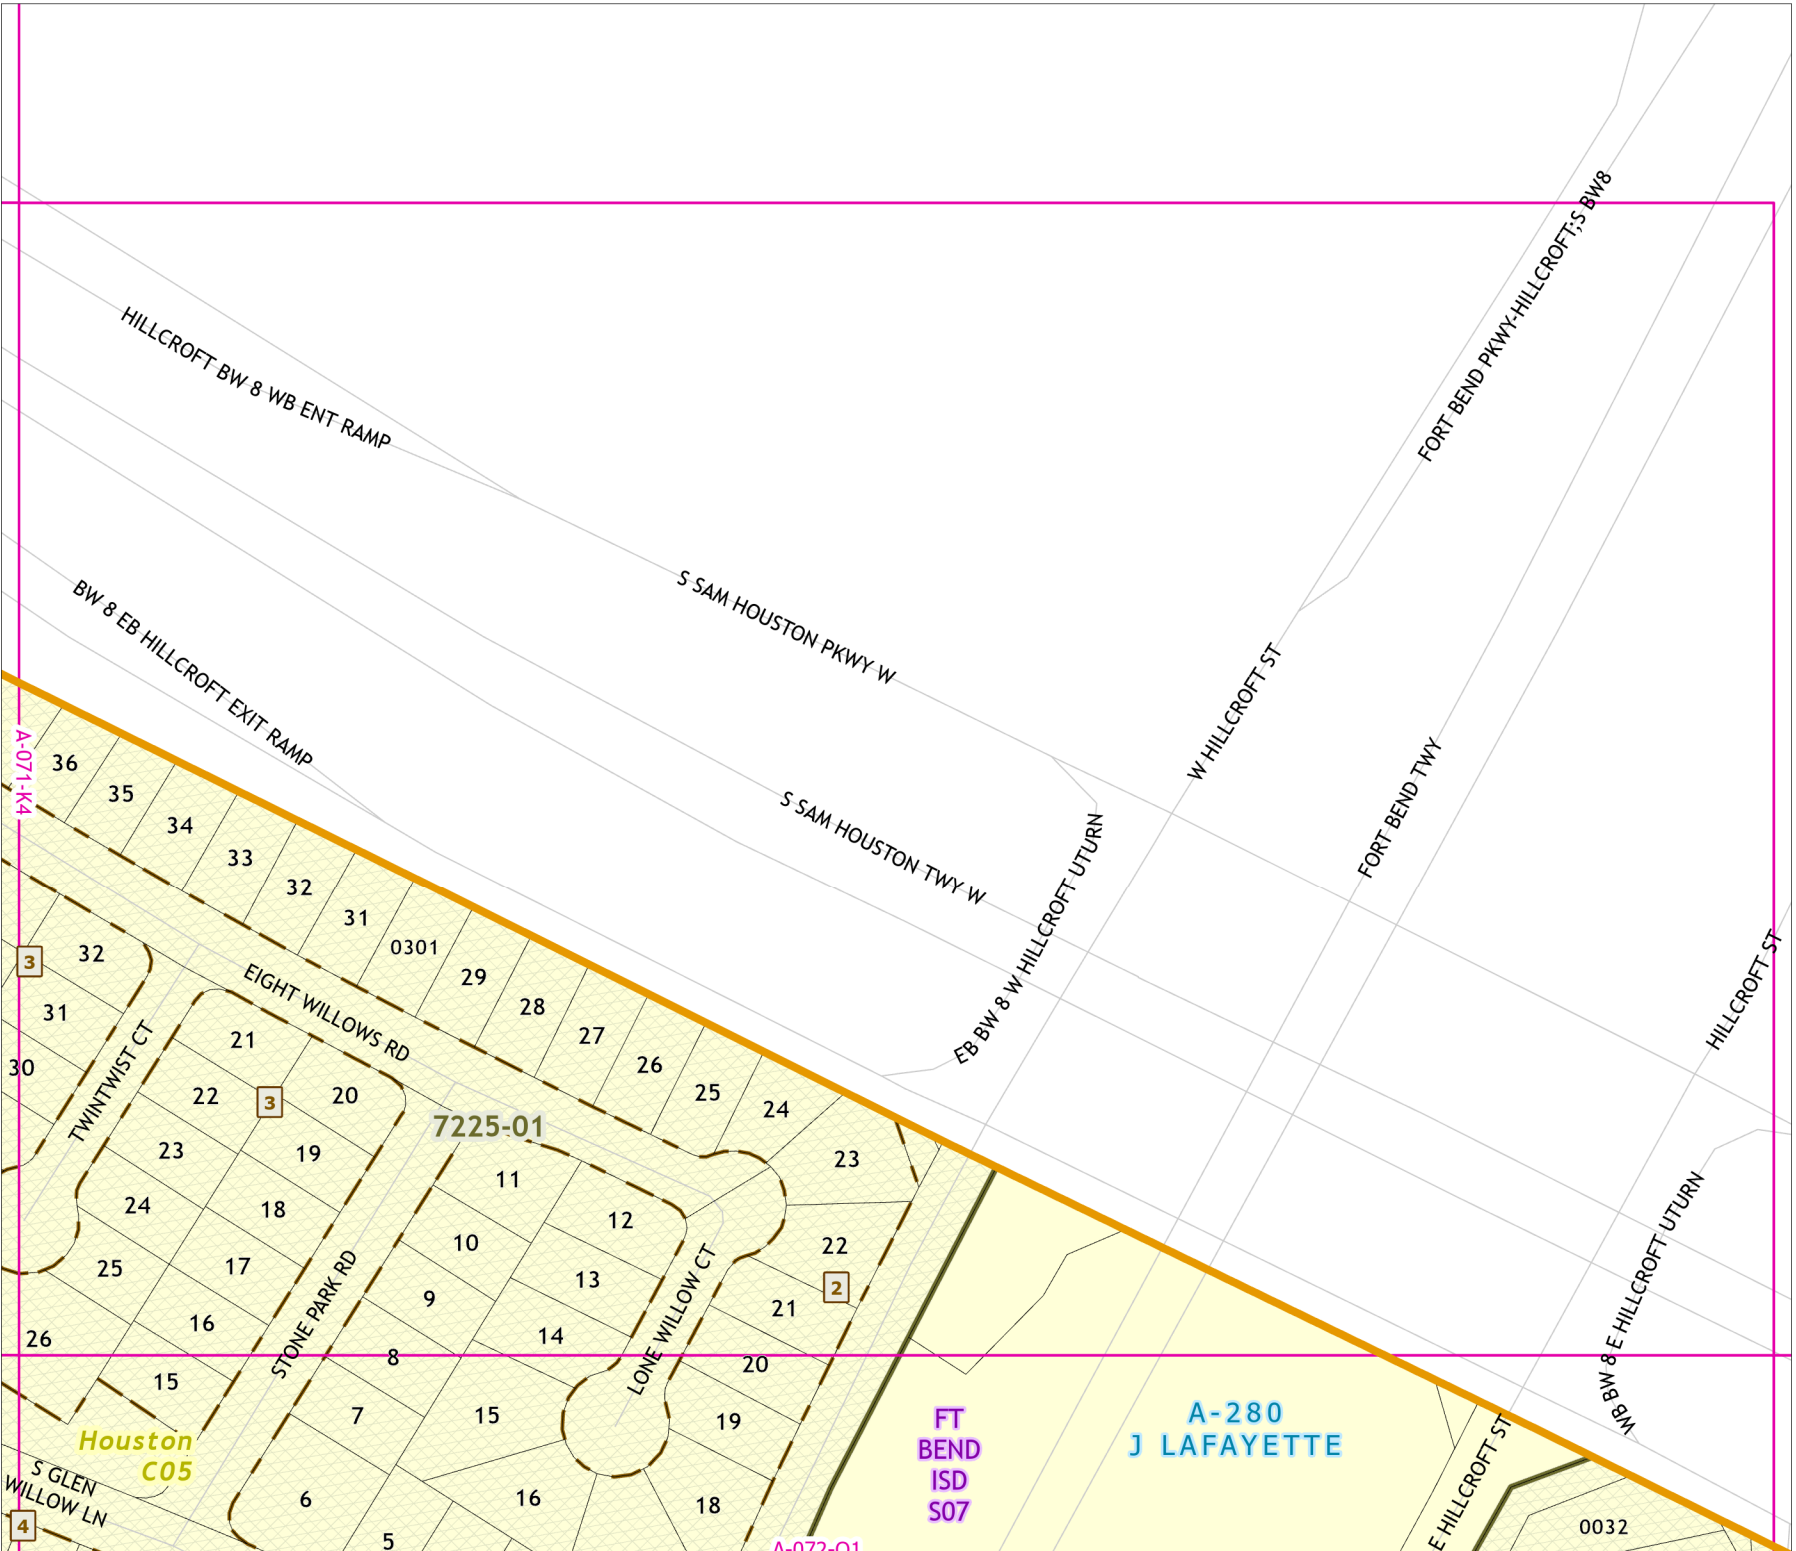 FORT BEND PKWY-HILLCROFT;S BW8
HILLCROFT BW 8 WB ENT RAMP
S SAM HOUSTON PKWY W
BW 8 EB HILLCROFT EXIT RAMP
W HILLCROFT ST
FORT BEND TWY
S SAM HOUSTON TWY W
EB BW 8 W HILLCROFT UTURN
HILLCROFT ST
WB BW 8 E HILLCROFT UTURN
A-071-K4
36
35
34
33
32
31
0301
29
28
27
26
25
24
23
22
2
21
20
19
18
3
32
31
30
TWINTWIST CT
EIGHT WILLOWS RD
21
22
3
20
23
19
24
18
25
17
26
16
15
7225-01
11
12
10
13
9
14
8
7
15
6
16
5
STONE PARK RD
LONE WILLOW CT
Houston
C05
S GLEN
WILLOW LN
4
FT
BEND
ISD
S07
A-280
J LAFAYETTE
E HILLCROFT ST
0032
A-072-O1